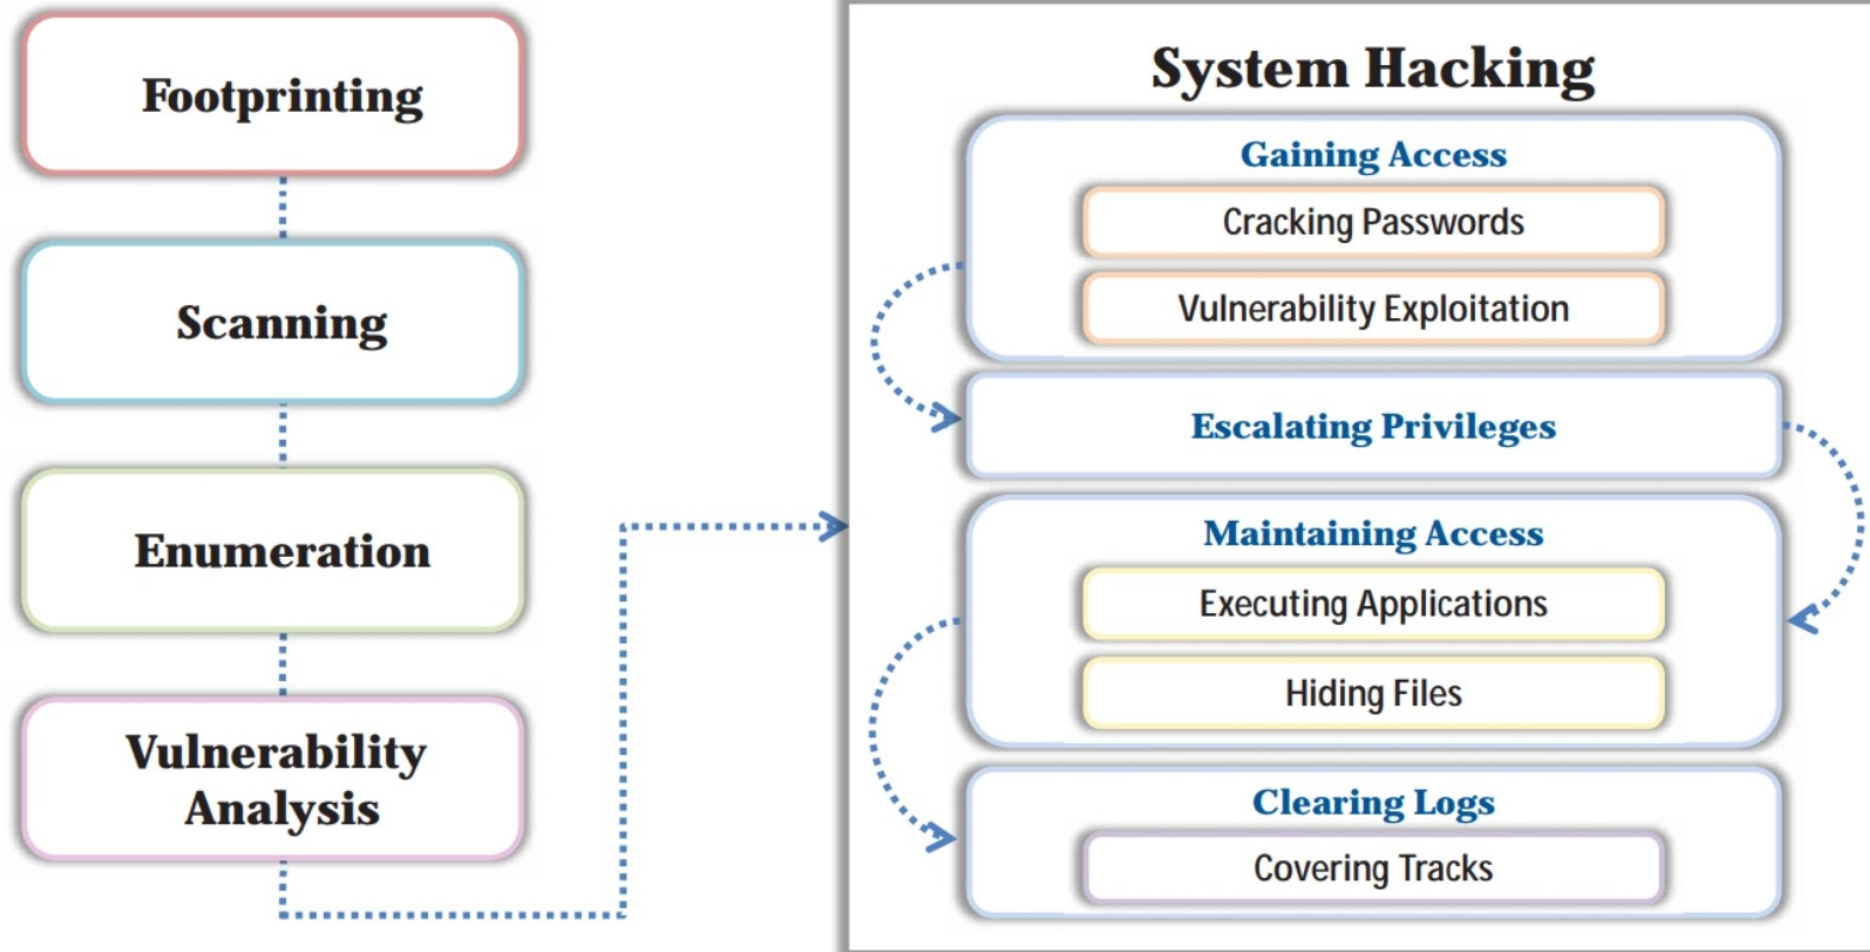 Footprinting
Scanning
Enumeration
Vulnerability
Analysis
System Hacking
Gaining Access
Cracking Passwords
Vulnerability Exploitation
Escalating Privileges
Maintaining Access
Executing Applications
Hiding Files
Clearing Logs
Covering Tracks